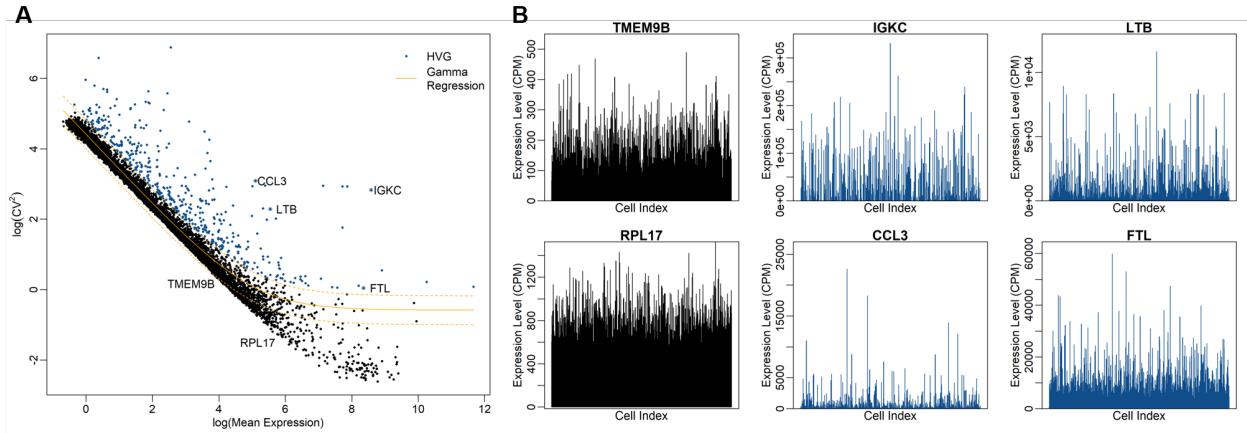 A
B
HVG
Gamma
Regression
CCL3
IGKC
LTB
TMEM9B
FTL
RPL17
log(CV²)
6
4
2
0
-2
0
2
4
6
8
10
12
log(Mean Expression)
TMEM9B
Expression Level (CPM)
500
400
300
200
100
0
Cell Index
IGKC
Expression Level (CPM)
3e+05
2e+05
1e+05
0e+00
Cell Index
LTB
Expression Level (CPM)
1e+04
5e+03
0e+00
Cell Index
RPL17
Expression Level (CPM)
1200
800
400
0
Cell Index
CCL3
Expression Level (CPM)
25000
15000
5000
0
Cell Index
FTL
Expression Level (CPM)
60000
40000
20000
0
Cell Index